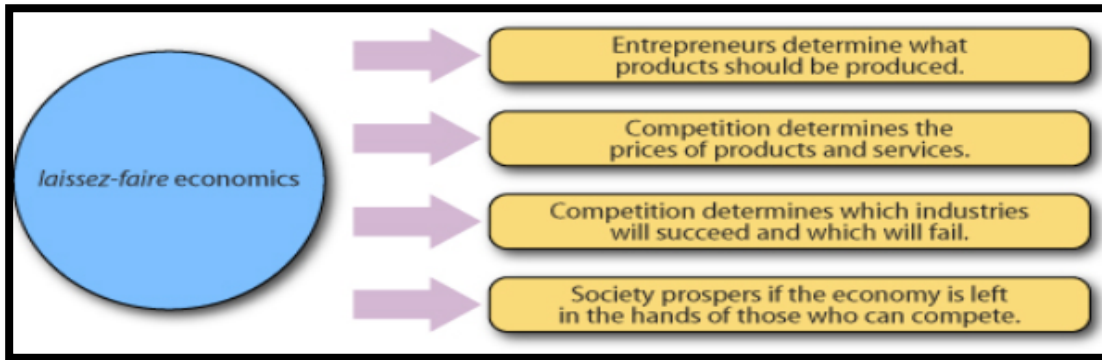 laissez-faire economics
Entrepreneurs determine what
products should be produced.
Competition determines the
prices of products and services.
Competition determines which industries
will succeed and which will fail.
Society prospers if the economy is left
in the hands of those who can compete.